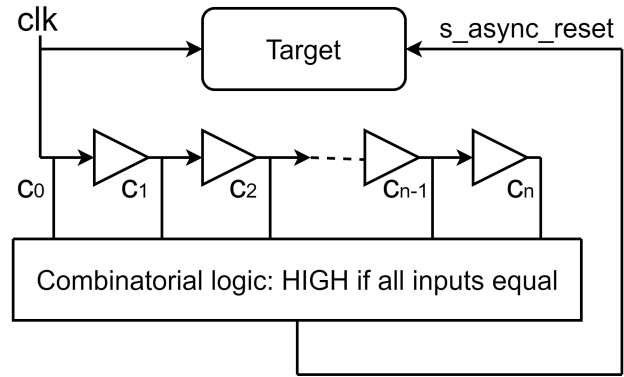 clk
Target
s_async_reset
c0
c1
c2
cn-1
cn
Combinatorial logic: HIGH if all inputs equal